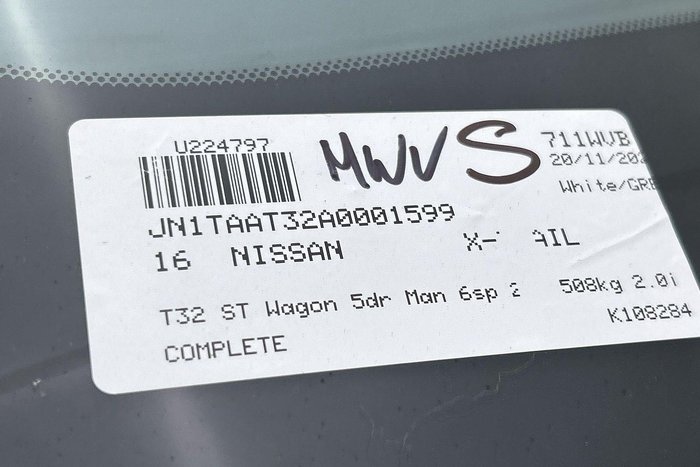 U224797
MWVS
711WVB
20/11/202
White/GRE
JN1TAAT32A0001599
16 NISSAN X- AIL
T32 ST Wagon 5dr Man 6sp 2 508kg 2.0i
COMPLETE K108284